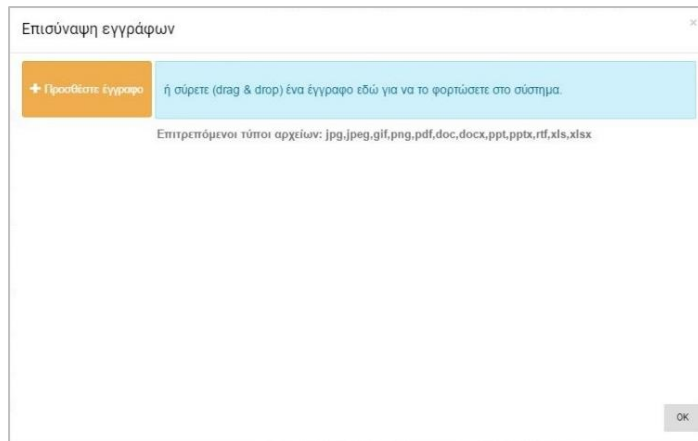 Επισύναψη εγγράφων
×
+ Προσθέστε έγγραφο
ή σύρετε (drag & drop) ένα έγγραφο εδώ για να το φορτώσετε στο σύστημα.
Επιτρεπόμενοι τύποι αρχείων: jpg,jpeg,gif,png,pdf,doc,docx,ppt,pptx,rtf,xls,xlsx
OK